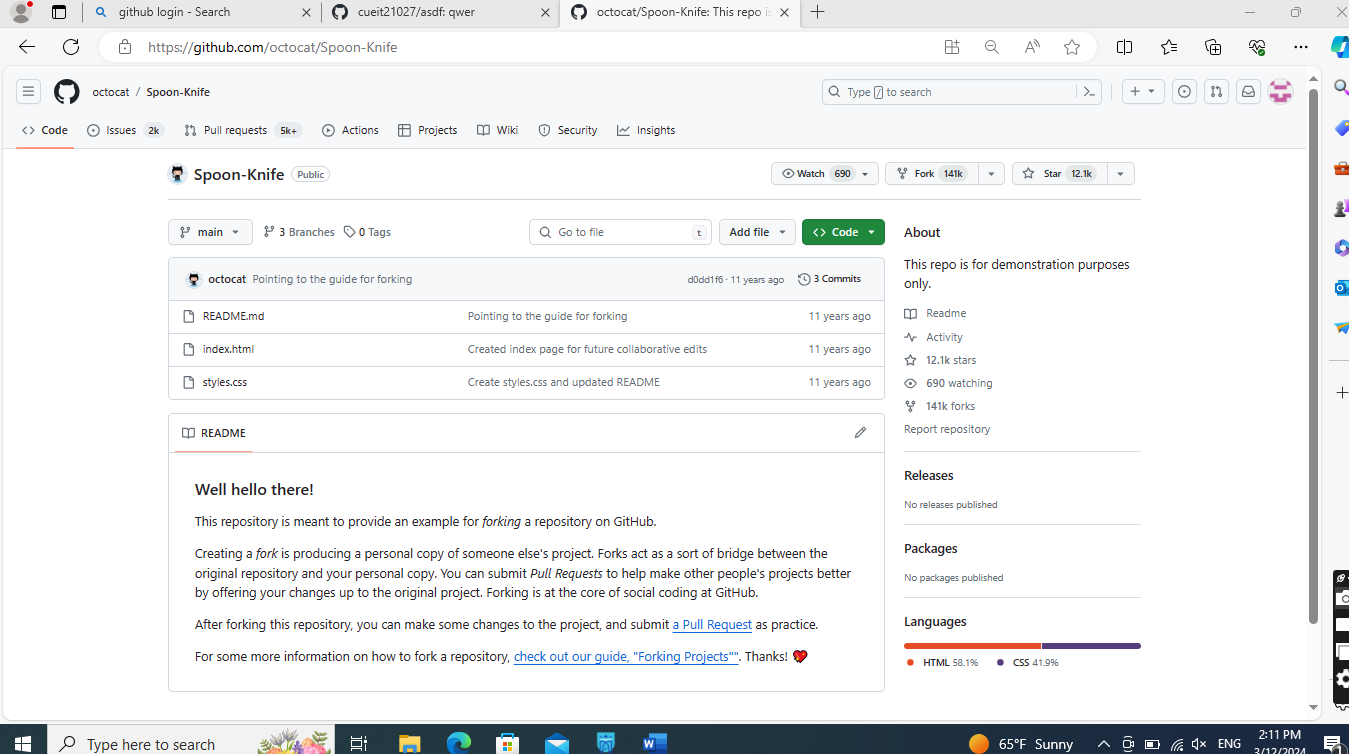 github login - Search
cueit21027/asdf: qwer
octocat/Spoon-Knife: This repo is
https://github.com/octocat/Spoon-Knife
octocat / Spoon-Knife
Type / to search
Code
Issues 2k
Pull requests 5k+
Actions
Projects
Wiki
Security
Insights
Spoon-Knife Public
Watch 690
Fork 141k
Star 12.1k
main
3 Branches
0 Tags
Go to file t
Add file
<> Code
octocat Pointing to the guide for forking d0dd1f6 · 11 years ago 3 Commits
README.md Pointing to the guide for forking 11 years ago
index.html Created index page for future collaborative edits 11 years ago
styles.css Create styles.css and updated README 11 years ago
README
Well hello there!
This repository is meant to provide an example for forking a repository on GitHub.
Creating a fork is producing a personal copy of someone else's project. Forks act as a sort of bridge between the
original repository and your personal copy. You can submit Pull Requests to help make other people's projects better
by offering your changes up to the original project. Forking is at the core of social coding at GitHub.
After forking this repository, you can make some changes to the project, and submit a Pull Request as practice.
For some more information on how to fork a repository, check out our guide, "Forking Projects"". Thanks! 💖
About
This repo is for demonstration purposes
only.
Readme
Activity
12.1k stars
690 watching
141k forks
Report repository
Releases
No releases published
Packages
No packages published
Languages
HTML 58.1% CSS 41.9%
Type here to search
65°F Sunny
ENG
2:11 PM
3/12/2024